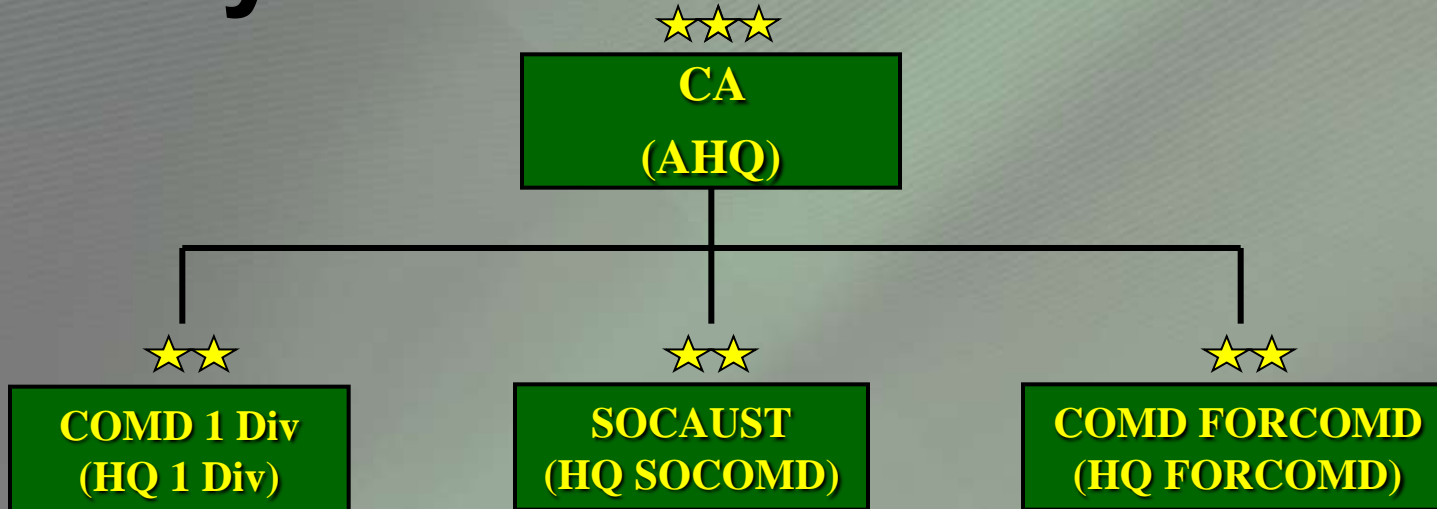 CA
(AHQ)
COMD 1 Div
(HQ 1 Div)
SOCAUST
(HQ SOCOMD)
COMD FORCOMD
(HQ FORCOMD)